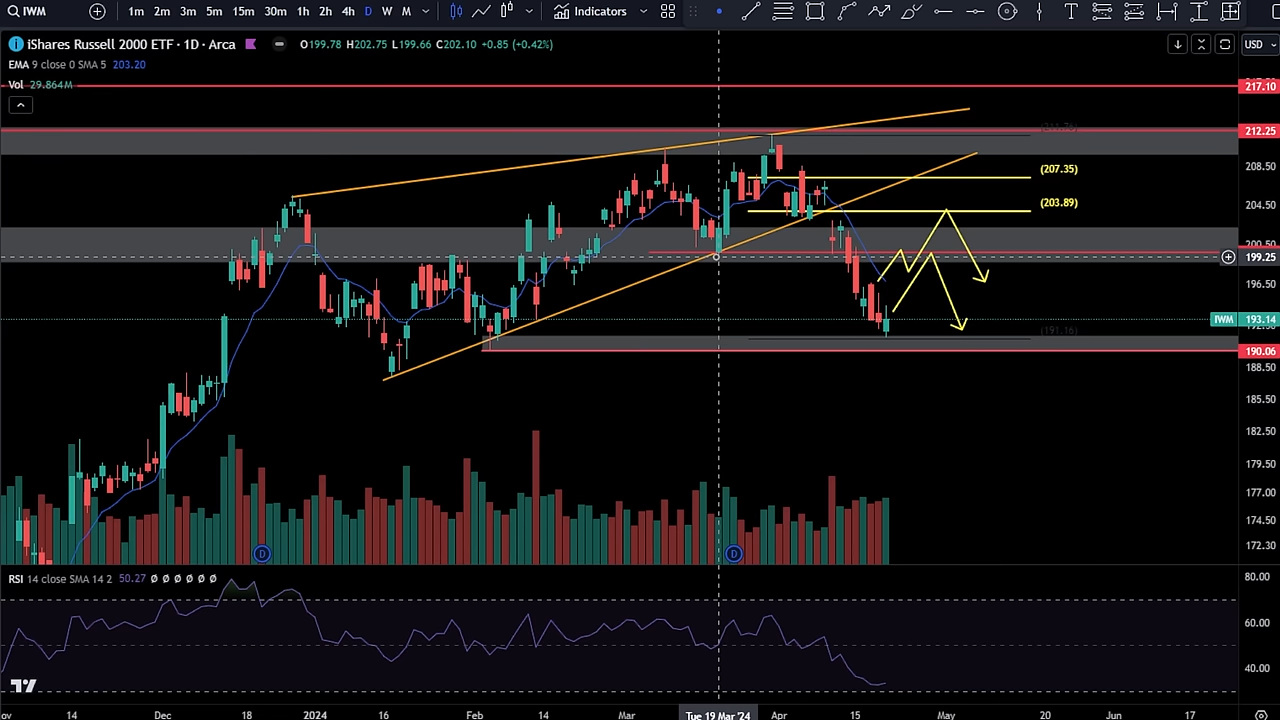 IWM 1m 2m 3m 5m 15m 30m 1h 2h 4h D W M Indicators
iShares Russell 2000 ETF · 1D · Arca O199.78 H202.75 L199.66 C202.10 +0.85 (+0.42%) USD
EMA 9 close 0 SMA 5 203.20
Vol 29.864M
217.10
(211.76)
212.25
208.50
(207.35)
204.50
(203.89)
200.50
199.25
196.50
IWM 193.14
(191.16)
190.06
188.50
185.50
182.50
179.50
177.00
174.50
172.30
D D
RSI 14 close SMA 14 2 50.27 Ø Ø Ø Ø Ø Ø
80.00
60.00
40.00
14 Dec 18 2024 16 Feb 14 Mar Tue 19 Mar '24 Apr 15 May 20 Jun 17